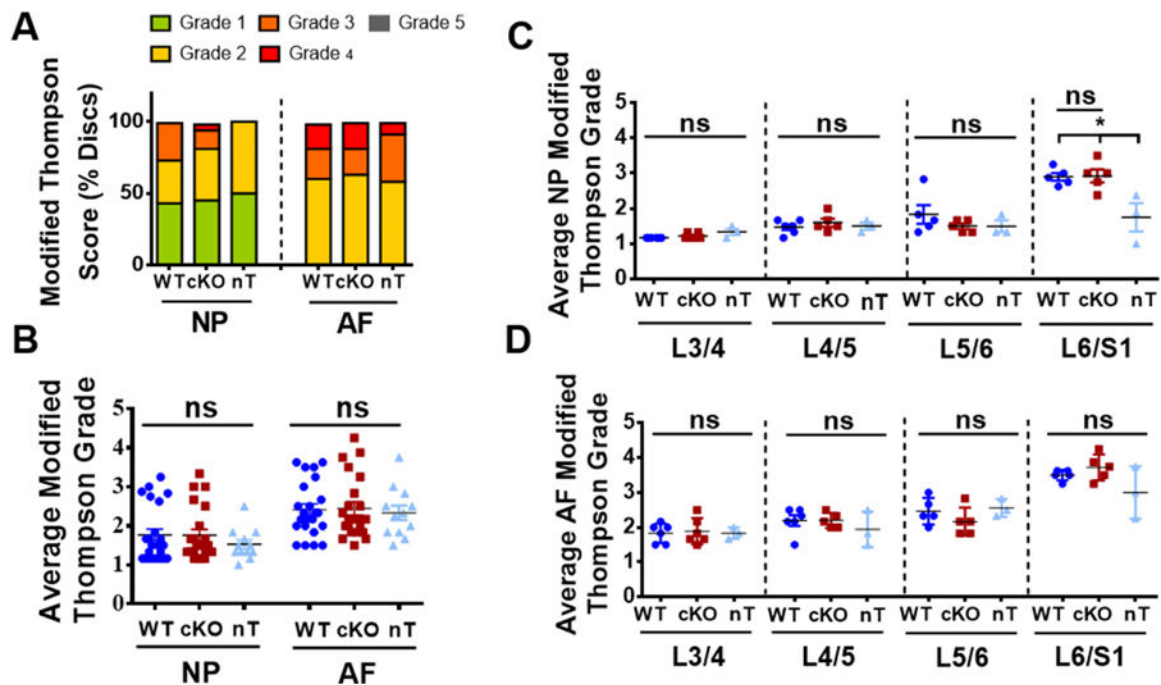 A
Grade 1
Grade 3
Grade 5
Grade 2
Grade 4
Modified Thompson
Score (% Discs)
100
50
0
WT cKO nT
WT cKO nT
NP
AF
B
Average Modified
Thompson Grade
5
4
3
2
1
0
ns
ns
WT cKO nT
WT cKO nT
NP
AF
C
Average NP Modified
Thompson Grade
5
4
3
2
1
0
ns
ns
ns
ns
*
WT cKO nT
WT cKO nT
WT cKO nT
WT cKO nT
L3/4
L4/5
L5/6
L6/S1
D
Average AF Modified
Thompson Grade
5
4
3
2
1
0
ns
ns
ns
ns
WT cKO nT
WT cKO nT
WT cKO nT
WT cKO nT
L3/4
L4/5
L5/6
L6/S1